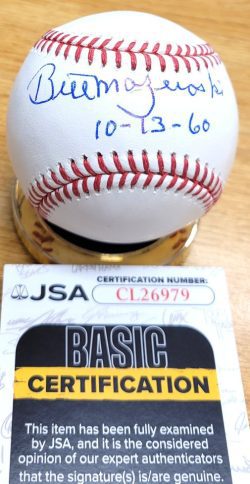 Bill Mazeroski
10-13-60
CERTIFICATION NUMBER:
JSA CL26979
BASIC
CERTIFICATION
This item has been fully examined
by JSA, and it is the considered
opinion of our expert authenticators
that the signature(s) is/are genuine.